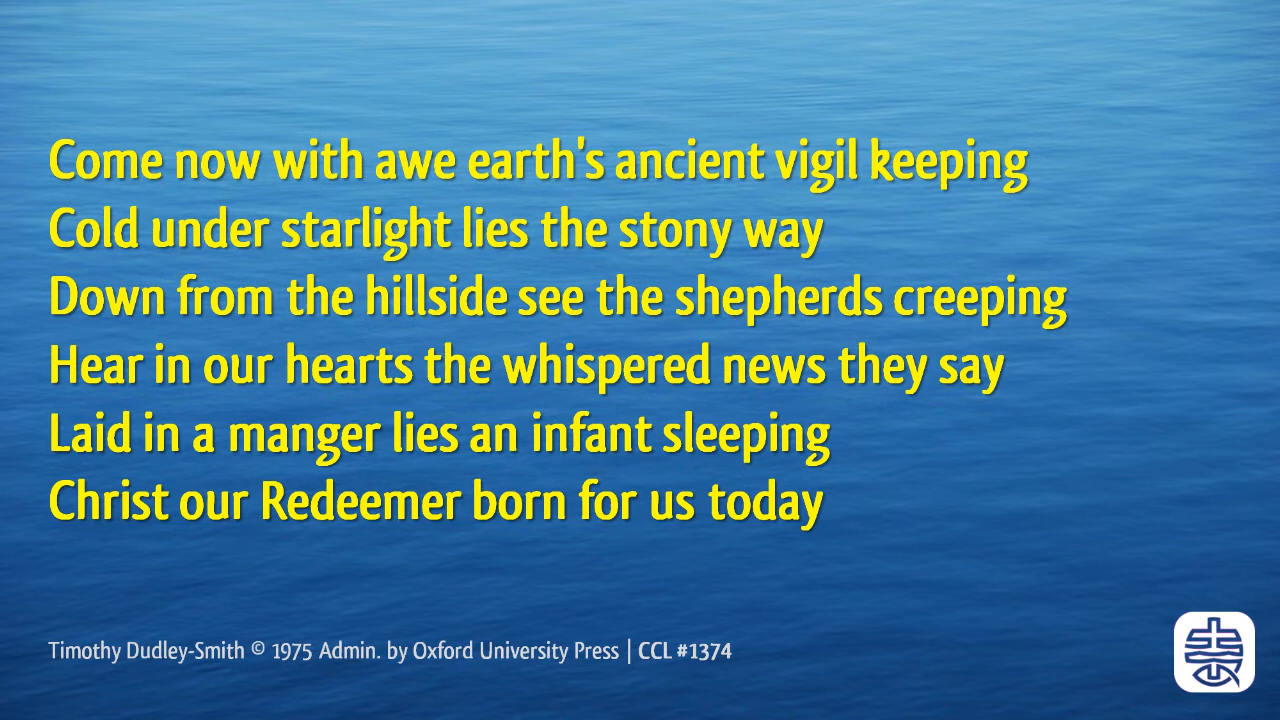 Come now with awe earth's ancient vigil keeping
Cold under starlight lies the stony way
Down from the hillside see the shepherds creeping
Hear in our hearts the whispered news they say
Laid in a manger lies an infant sleeping
Christ our Redeemer born for us today
Timothy Dudley-Smith © 1975 Admin. by Oxford University Press | CCL #1374